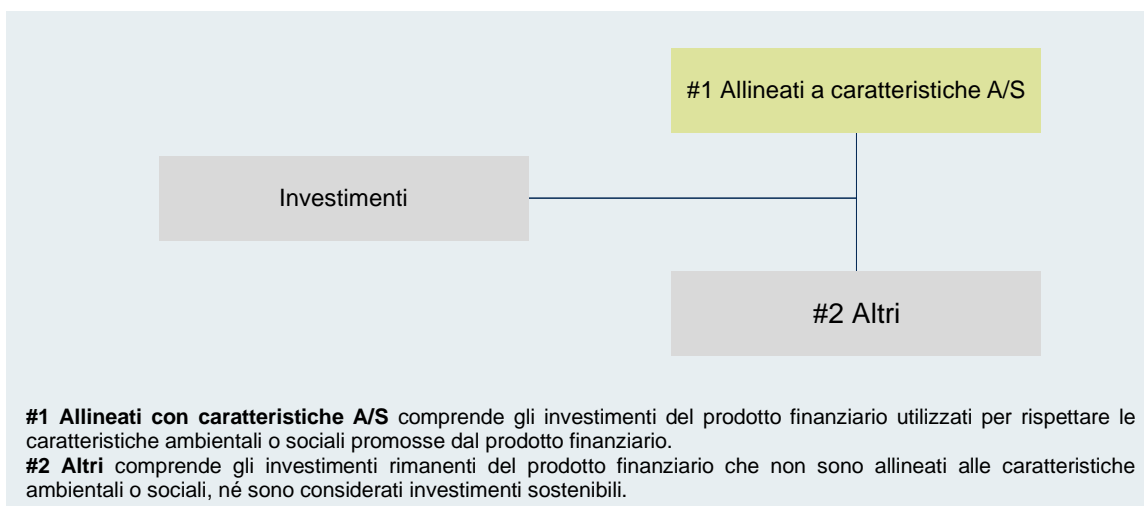 #1 Allineati a caratteristiche A/S
Investimenti
#2 Altri
#1 Allineati con caratteristiche A/S comprende gli investimenti del prodotto finanziario utilizzati per rispettare le
caratteristiche ambientali o sociali promosse dal prodotto finanziario.
#2 Altri comprende gli investimenti rimanenti del prodotto finanziario che non sono allineati alle caratteristiche
ambientali o sociali, né sono considerati investimenti sostenibili.